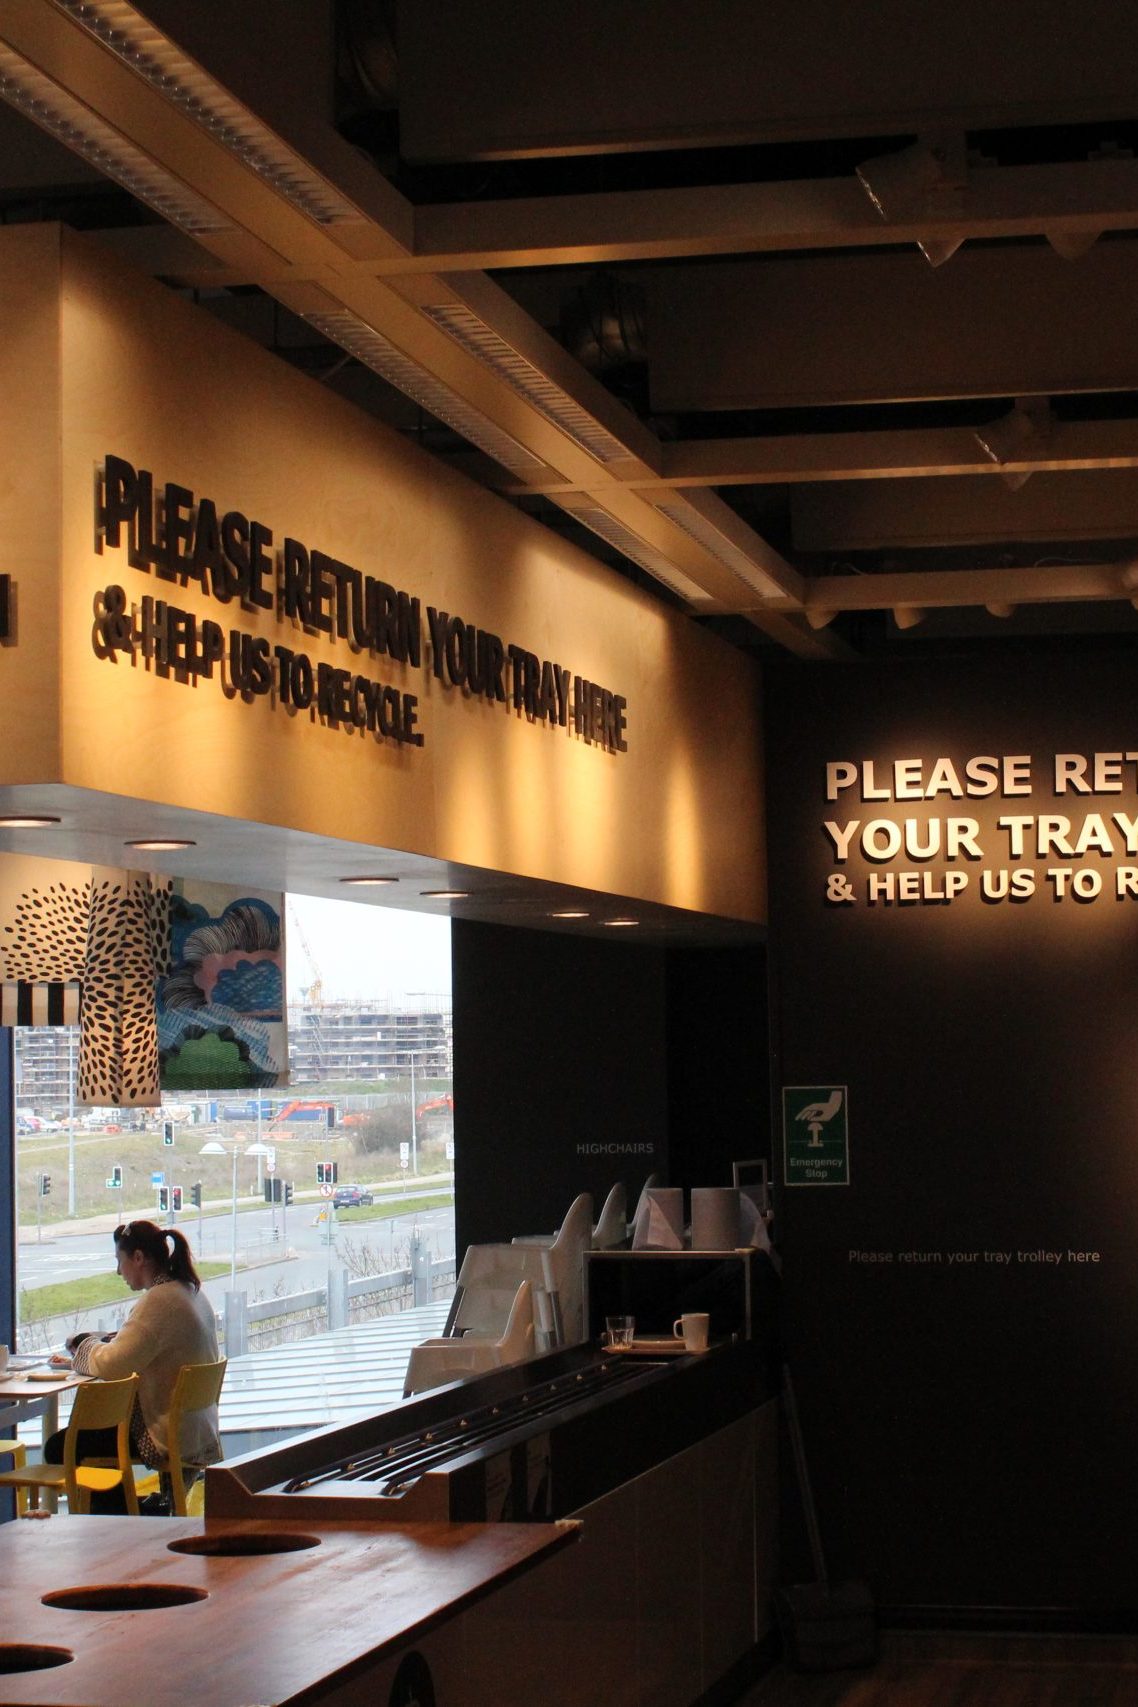 PLEASE RETURN YOUR TRAY HERE
& HELP US TO RECYCLE.
PLEASE RET
YOUR TRAY
& HELP US TO R
HIGHCHAIRS
Emergency
Stop
Please return your tray trolley here